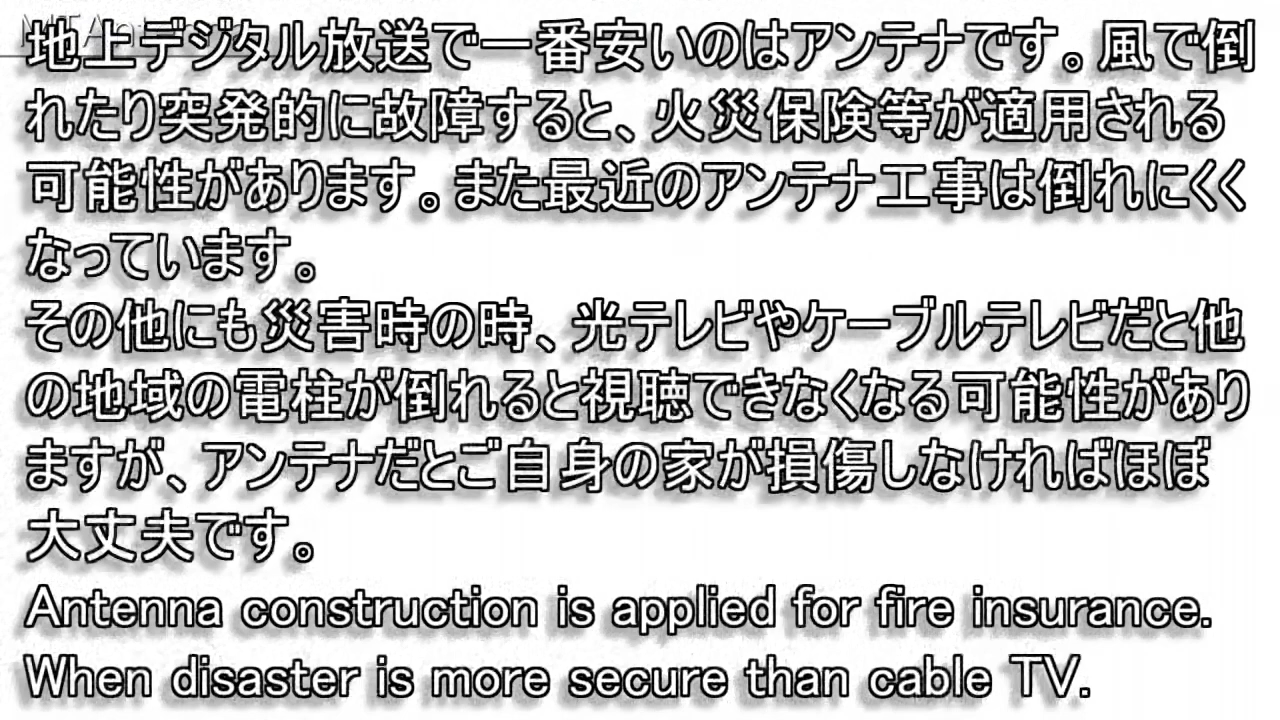 地上デジタル放送で一番安いのはアンテナです。風で倒
れたり突発的に故障すると、火災保険等が適用される
可能性があります。また最近のアンテナ工事は倒れにくく
なっています。
その他にも災害時の時、光テレビやケーブルテレビだと他
の地域の電柱が倒れると視聴できなくなる可能性があり
ますが、アンテナだとご自身の家が損傷しなければほぼ
大丈夫です。
Antenna construction is applied for fire insurance.
When disaster is more secure than cable TV.